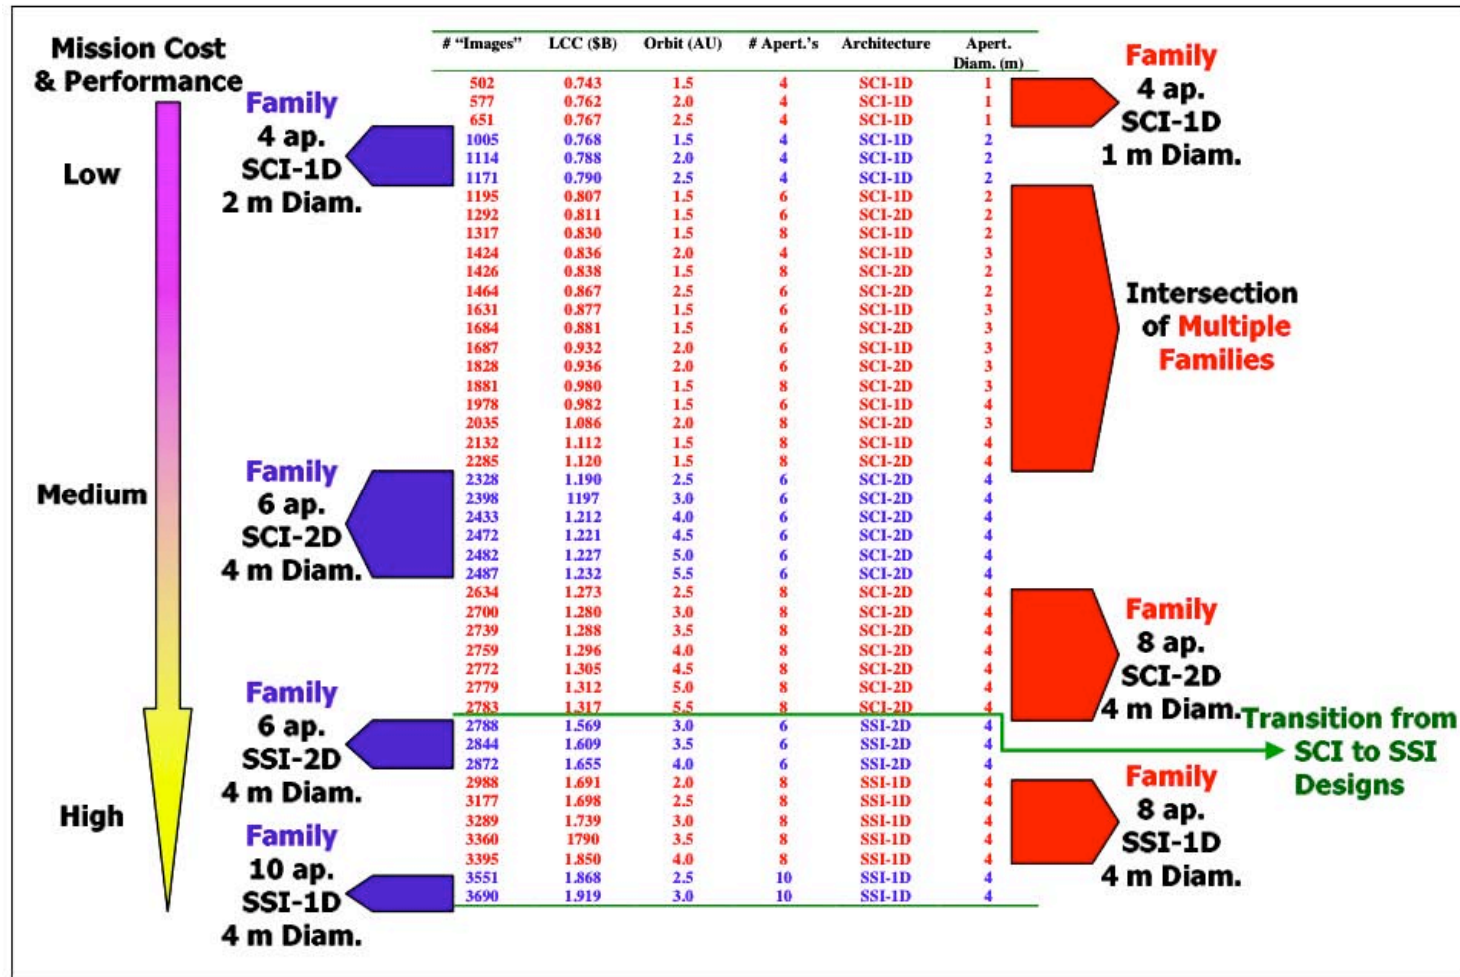 Mission Cost
& Performance
Low
Medium
High
Family
4 ap.
SCI-1D
2 m Diam.
Family
6 ap.
SCI-2D
4 m Diam.
Family
6 ap.
SSI-2D
4 m Diam.
Family
10 ap.
SSI-1D
4 m Diam.
# “Images” LCC ($B) Orbit (AU) # Apert.'s Architecture Apert.
Diam. (m)
502 0.743 1.5 4 SCI-1D 1
577 0.762 2.0 4 SCI-1D 1
651 0.767 2.5 4 SCI-1D 1
1005 0.768 1.5 4 SCI-1D 2
1114 0.788 2.0 4 SCI-1D 2
1171 0.790 2.5 4 SCI-1D 2
1195 0.807 1.5 6 SCI-1D 2
1292 0.811 1.5 6 SCI-2D 2
1317 0.830 1.5 8 SCI-1D 2
1424 0.836 2.0 4 SCI-1D 3
1426 0.838 1.5 8 SCI-2D 2
1464 0.867 2.5 6 SCI-2D 2
1631 0.877 1.5 6 SCI-1D 3
1684 0.881 1.5 6 SCI-2D 3
1687 0.932 2.0 6 SCI-1D 3
1828 0.936 2.0 6 SCI-2D 3
1881 0.980 1.5 8 SCI-2D 3
1978 0.982 1.5 6 SCI-1D 4
2035 1.086 2.0 8 SCI-2D 3
2132 1.112 1.5 8 SCI-1D 4
2285 1.120 1.5 8 SCI-2D 4
2328 1.190 2.5 6 SCI-2D 4
2398 1197 3.0 6 SCI-2D 4
2433 1.212 4.0 6 SCI-2D 4
2472 1.221 4.5 6 SCI-2D 4
2482 1.227 5.0 6 SCI-2D 4
2487 1.232 5.5 6 SCI-2D 4
2634 1.273 2.5 8 SCI-2D 4
2700 1.280 3.0 8 SCI-2D 4
2739 1.288 3.5 8 SCI-2D 4
2759 1.296 4.0 8 SCI-2D 4
2772 1.305 4.5 8 SCI-2D 4
2779 1.312 5.0 8 SCI-2D 4
2783 1.317 5.5 8 SCI-2D 4
2788 1.569 3.0 6 SSI-2D 4
2844 1.609 3.5 6 SSI-2D 4
2872 1.655 4.0 6 SSI-2D 4
2988 1.691 2.0 8 SSI-1D 4
3177 1.698 2.5 8 SSI-1D 4
3289 1.739 3.0 8 SSI-1D 4
3360 1790 3.5 8 SSI-1D 4
3395 1.850 4.0 8 SSI-1D 4
3551 1.868 2.5 10 SSI-1D 4
3690 1.919 3.0 10 SSI-1D 4
Family
4 ap.
SCI-1D
1 m Diam.
Intersection
of Multiple
Families
Family
8 ap.
SCI-2D
4 m Diam.
Transition from
SCI to SSI
Designs
Family
8 ap.
SSI-1D
4 m Diam.